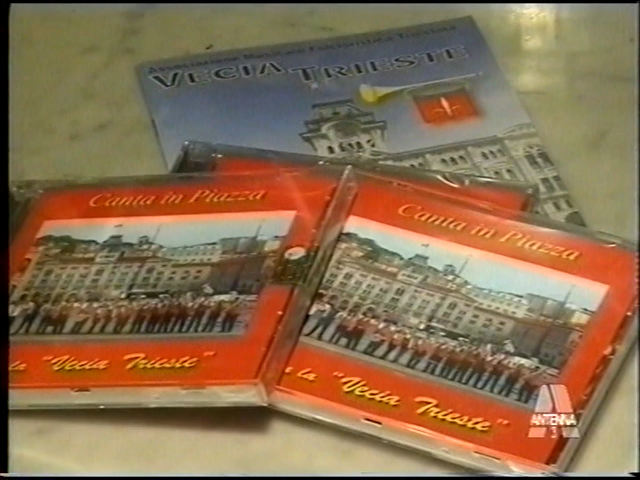 VECIA TRIESTE
Canta in Piazza
la "Vecia Trieste"
Canta in Piazza
e la "Vecia Trieste"
ANTENNA
3